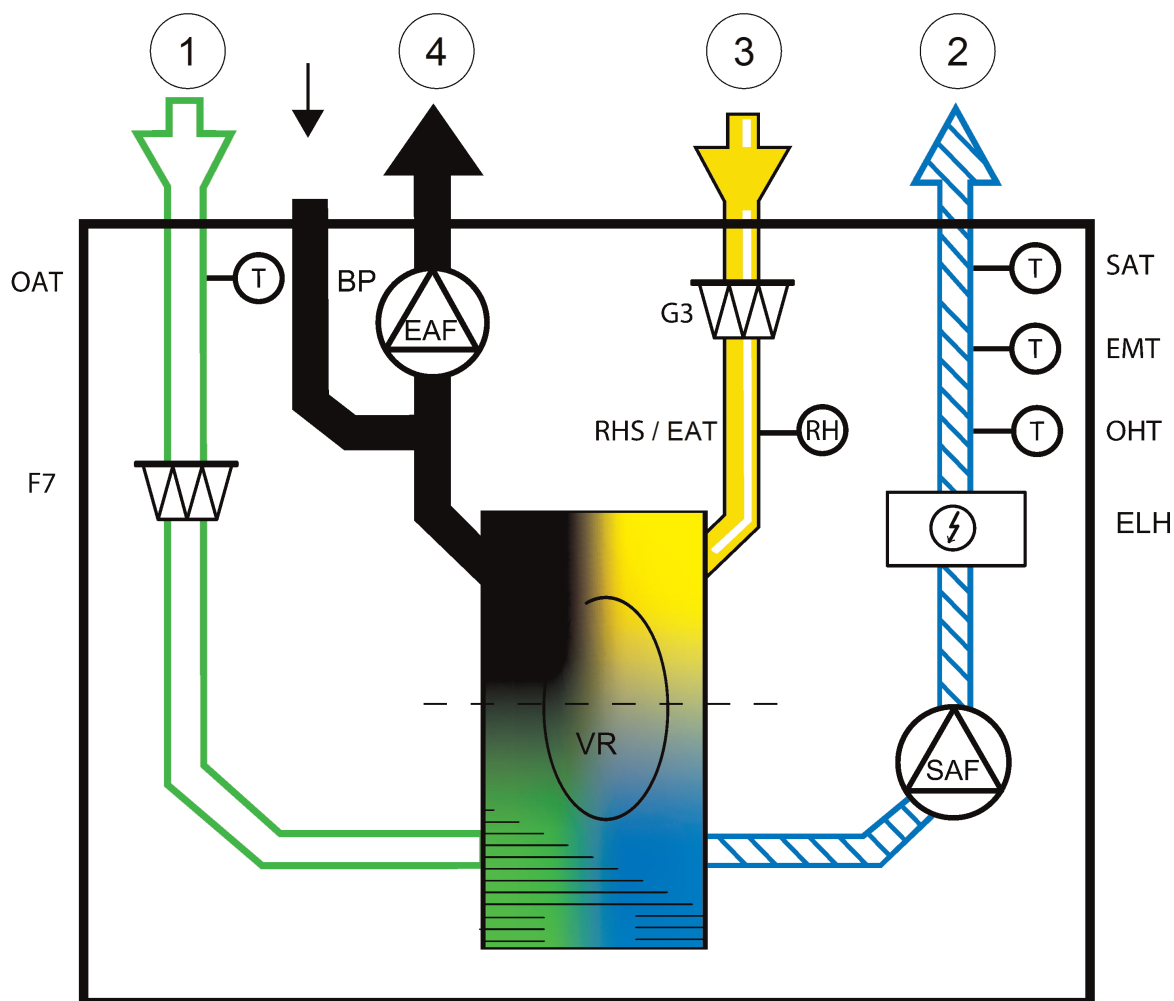 1 4 3 2
OAT T BP T SAT
EAF G3
T EMT
RHS / EAT RH T OHT
F7
ELH
VR
SAF